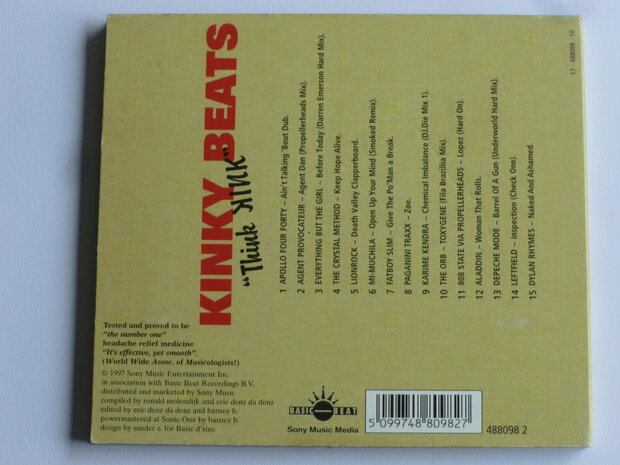 KINKY BEATS
"Think KINK"
1 APOLLO FOUR FORTY ~ Ain't Talking 'Bout Dub.
2 AGENT PROVOCATEUR ~ Agent Dan (Propellerheads Mix).
3 EVERYTHING BUT THE GIRL ~ Before Today (Darren Emerson Hard Mix).
4 THE CRYSTAL METHOD ~ Keep Hope Alive.
5 LIONROCK ~ Death Valley Clapperboard.
6 MI-MUCHILA ~ Open Up Your Mind (Smoked Remix).
7 FATBOY SLIM ~ Give The Po'Man a Break.
8 PAGANINI TRAXX ~ Zoe.
9 KARIME KENDRA ~ Chemical Imbalance (DJ.Die Mix 1).
10 THE ORB ~ TOXYGENE (Fila Brazillia Mix).
11 808 STATE VIA PROPELLERHEADS ~ Lopez (Hard On).
12 ALADDIN ~ Woman That Rolls.
13 DEPECHE MODE ~ Barrel Of A Gun (Underworld Hard Mix).
14 LEFTFIELD ~ Inspection (Check One).
15 DYLAN RHYMES ~ Naked And Ashamed.
17 - 488098 - 10
Tested and proved to be
"the number one"
headache relief medicine
"It's effective, yet smooth".
(World Wide Assoc. of Musicologists!)
© 1997 Sony Music Entertainment Inc.
in association with Basic Beat Recordings B.V.
distributed and marketed by Sony Music
compiled by ronald molendijk and eric denz da denz
edited by eric denz da denz and barney b.
powermastered at Sonic One by barney b.
design by sander e. for Basic d'zine
BASIC BEAT
Sony Music Media
5 099748 809827
488098 2